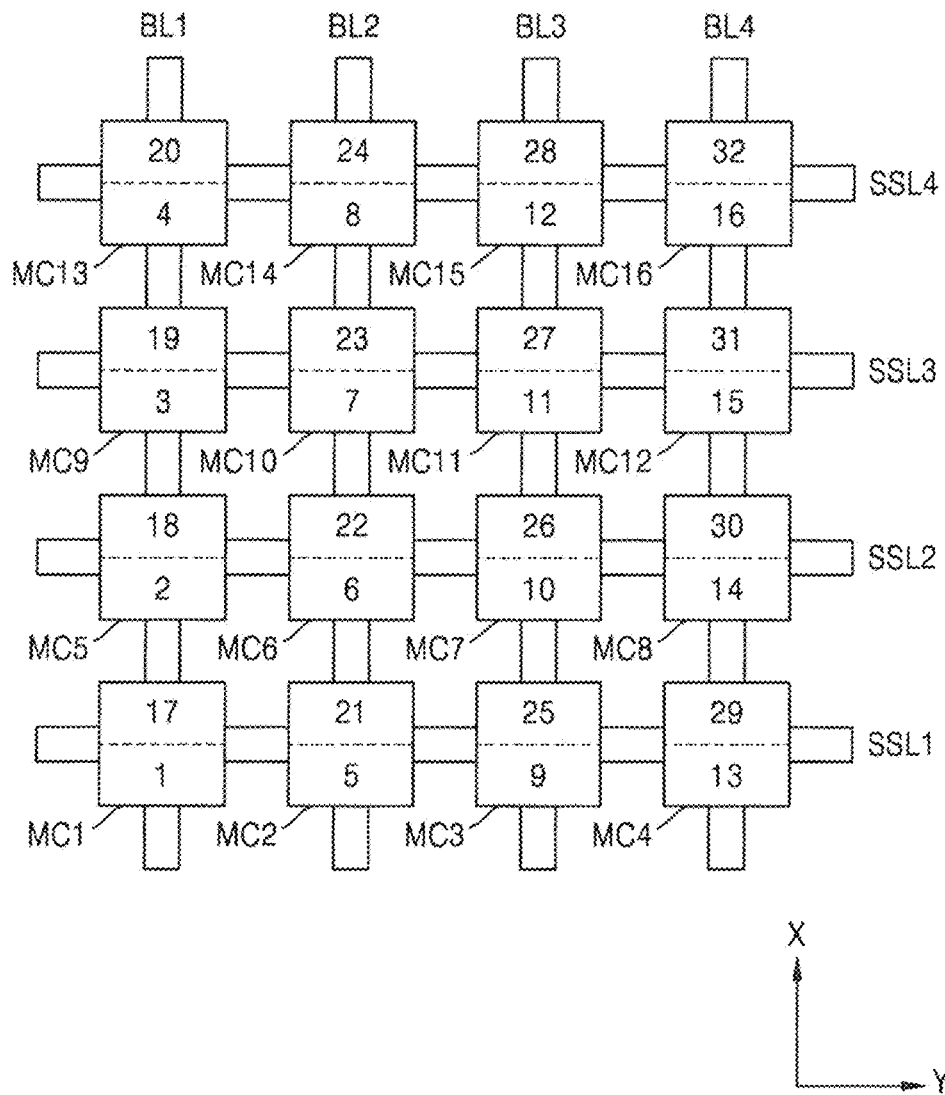 BL1 BL2 BL3 BL4
20 24 28 32
SSL4
4 8 12 16
MC13 MC14 MC15 MC16
19 23 27 31
SSL3
3 7 11 15
MC9 MC10 MC11 MC12
18 22 26 30
SSL2
2 6 10 14
MC5 MC6 MC7 MC8
17 21 25 29
SSL1
1 5 9 13
MC1 MC2 MC3 MC4
X
Y